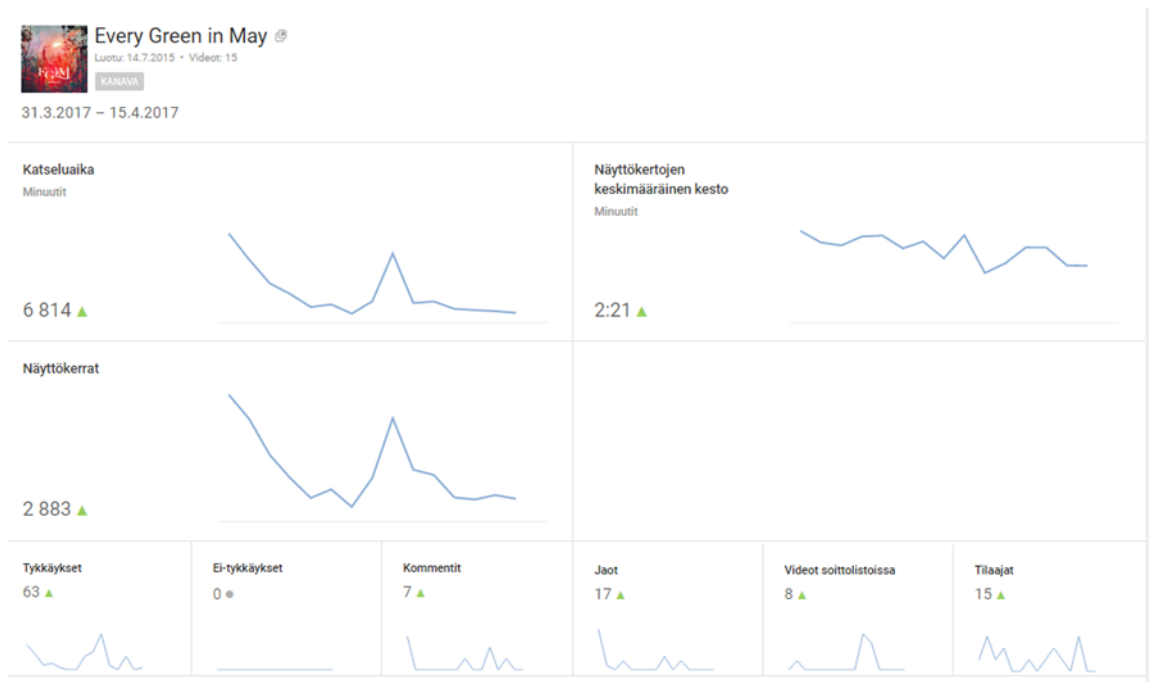 Every Green in May
Luotu: 14.7.2015 • Videot: 15
EGIM
KANAVA
31.3.2017 – 15.4.2017
Katseluaika
Minuutit
6 814
Näyttökertojen
keskimääräinen kesto
Minuutit
2:21
Näyttökerrat
2 883
Tykkäykset
63
Ei-tykkäykset
0
Kommentit
7
Jaot
17
Videot soittolistoissa
8
Tilaajat
15